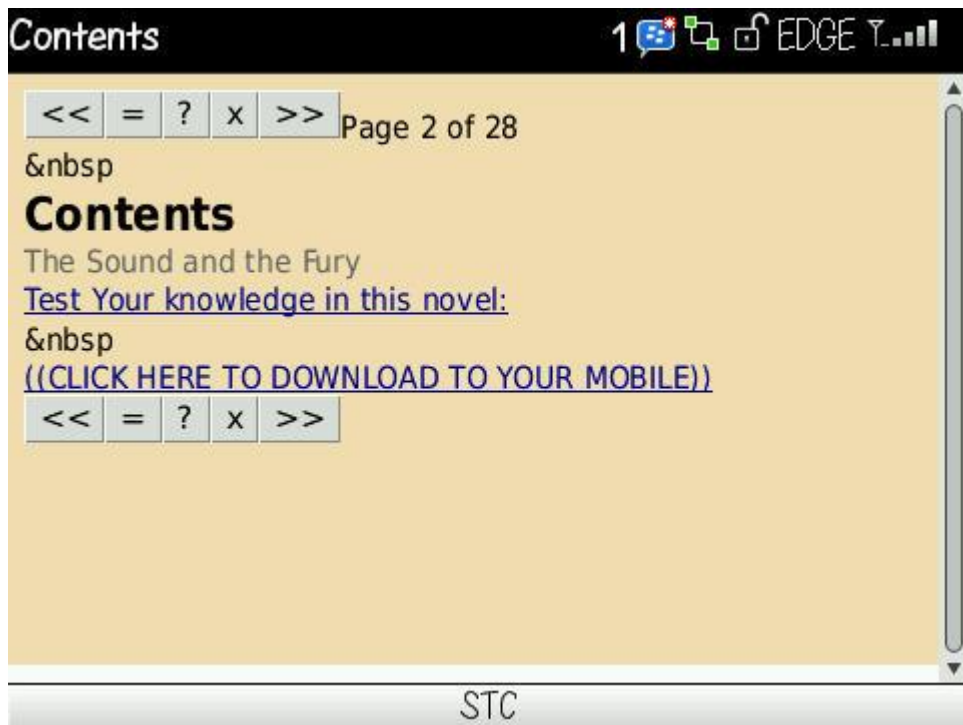 Contents 1 EDGE
<< = ? x >> Page 2 of 28
&nbsp
Contents
The Sound and the Fury
Test Your knowledge in this novel:
&nbsp
((CLICK HERE TO DOWNLOAD TO YOUR MOBILE))
<< = ? x >>
STC